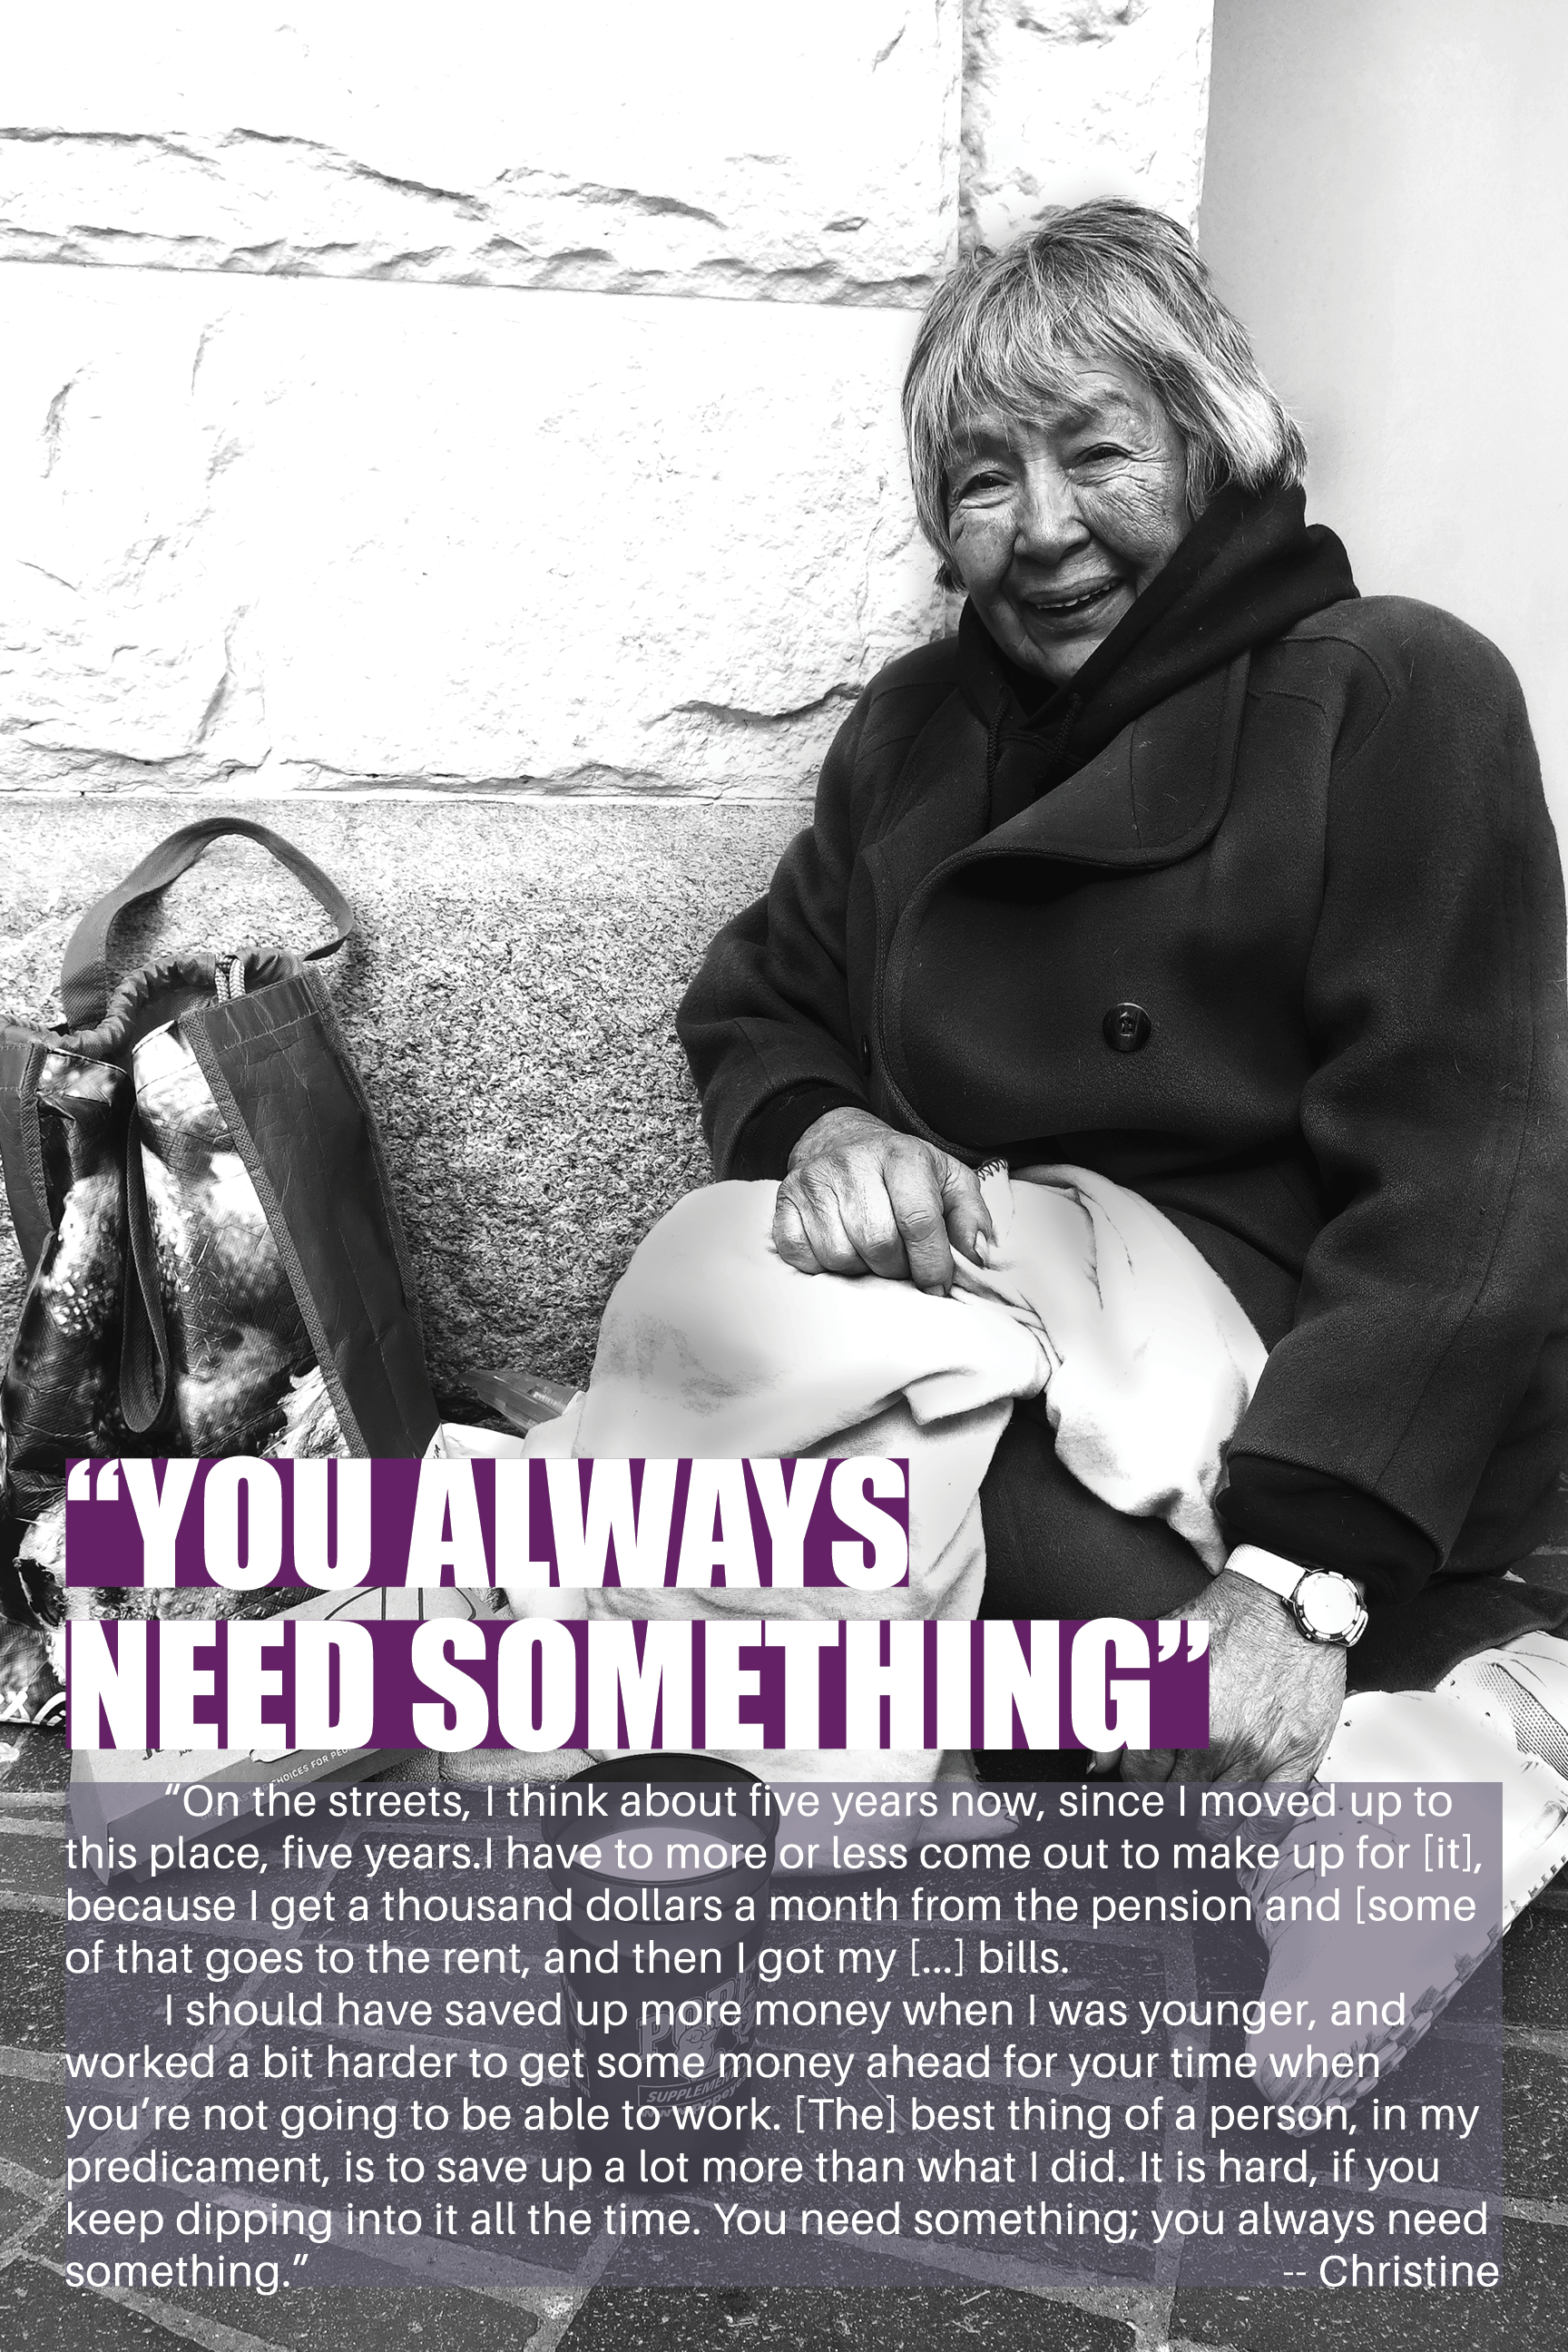 “YOU ALWAYS
NEED SOMETHING”
CHOICES FOR
“On the streets, I think about five years now, since I moved up to
this place, five years.I have to more or less come out to make up for [it],
because I get a thousand dollars a month from the pension and [some
of that goes to the rent, and then I got my [...] bills.
I should have saved up more money when I was younger, and
worked a bit harder to get some money ahead for your time when
you’re not going to be able to work. [The] best thing of a person, in my
predicament, is to save up a lot more than what I did. It is hard, if you
keep dipping into it all the time. You need something; you always need
something.”
-- Christine